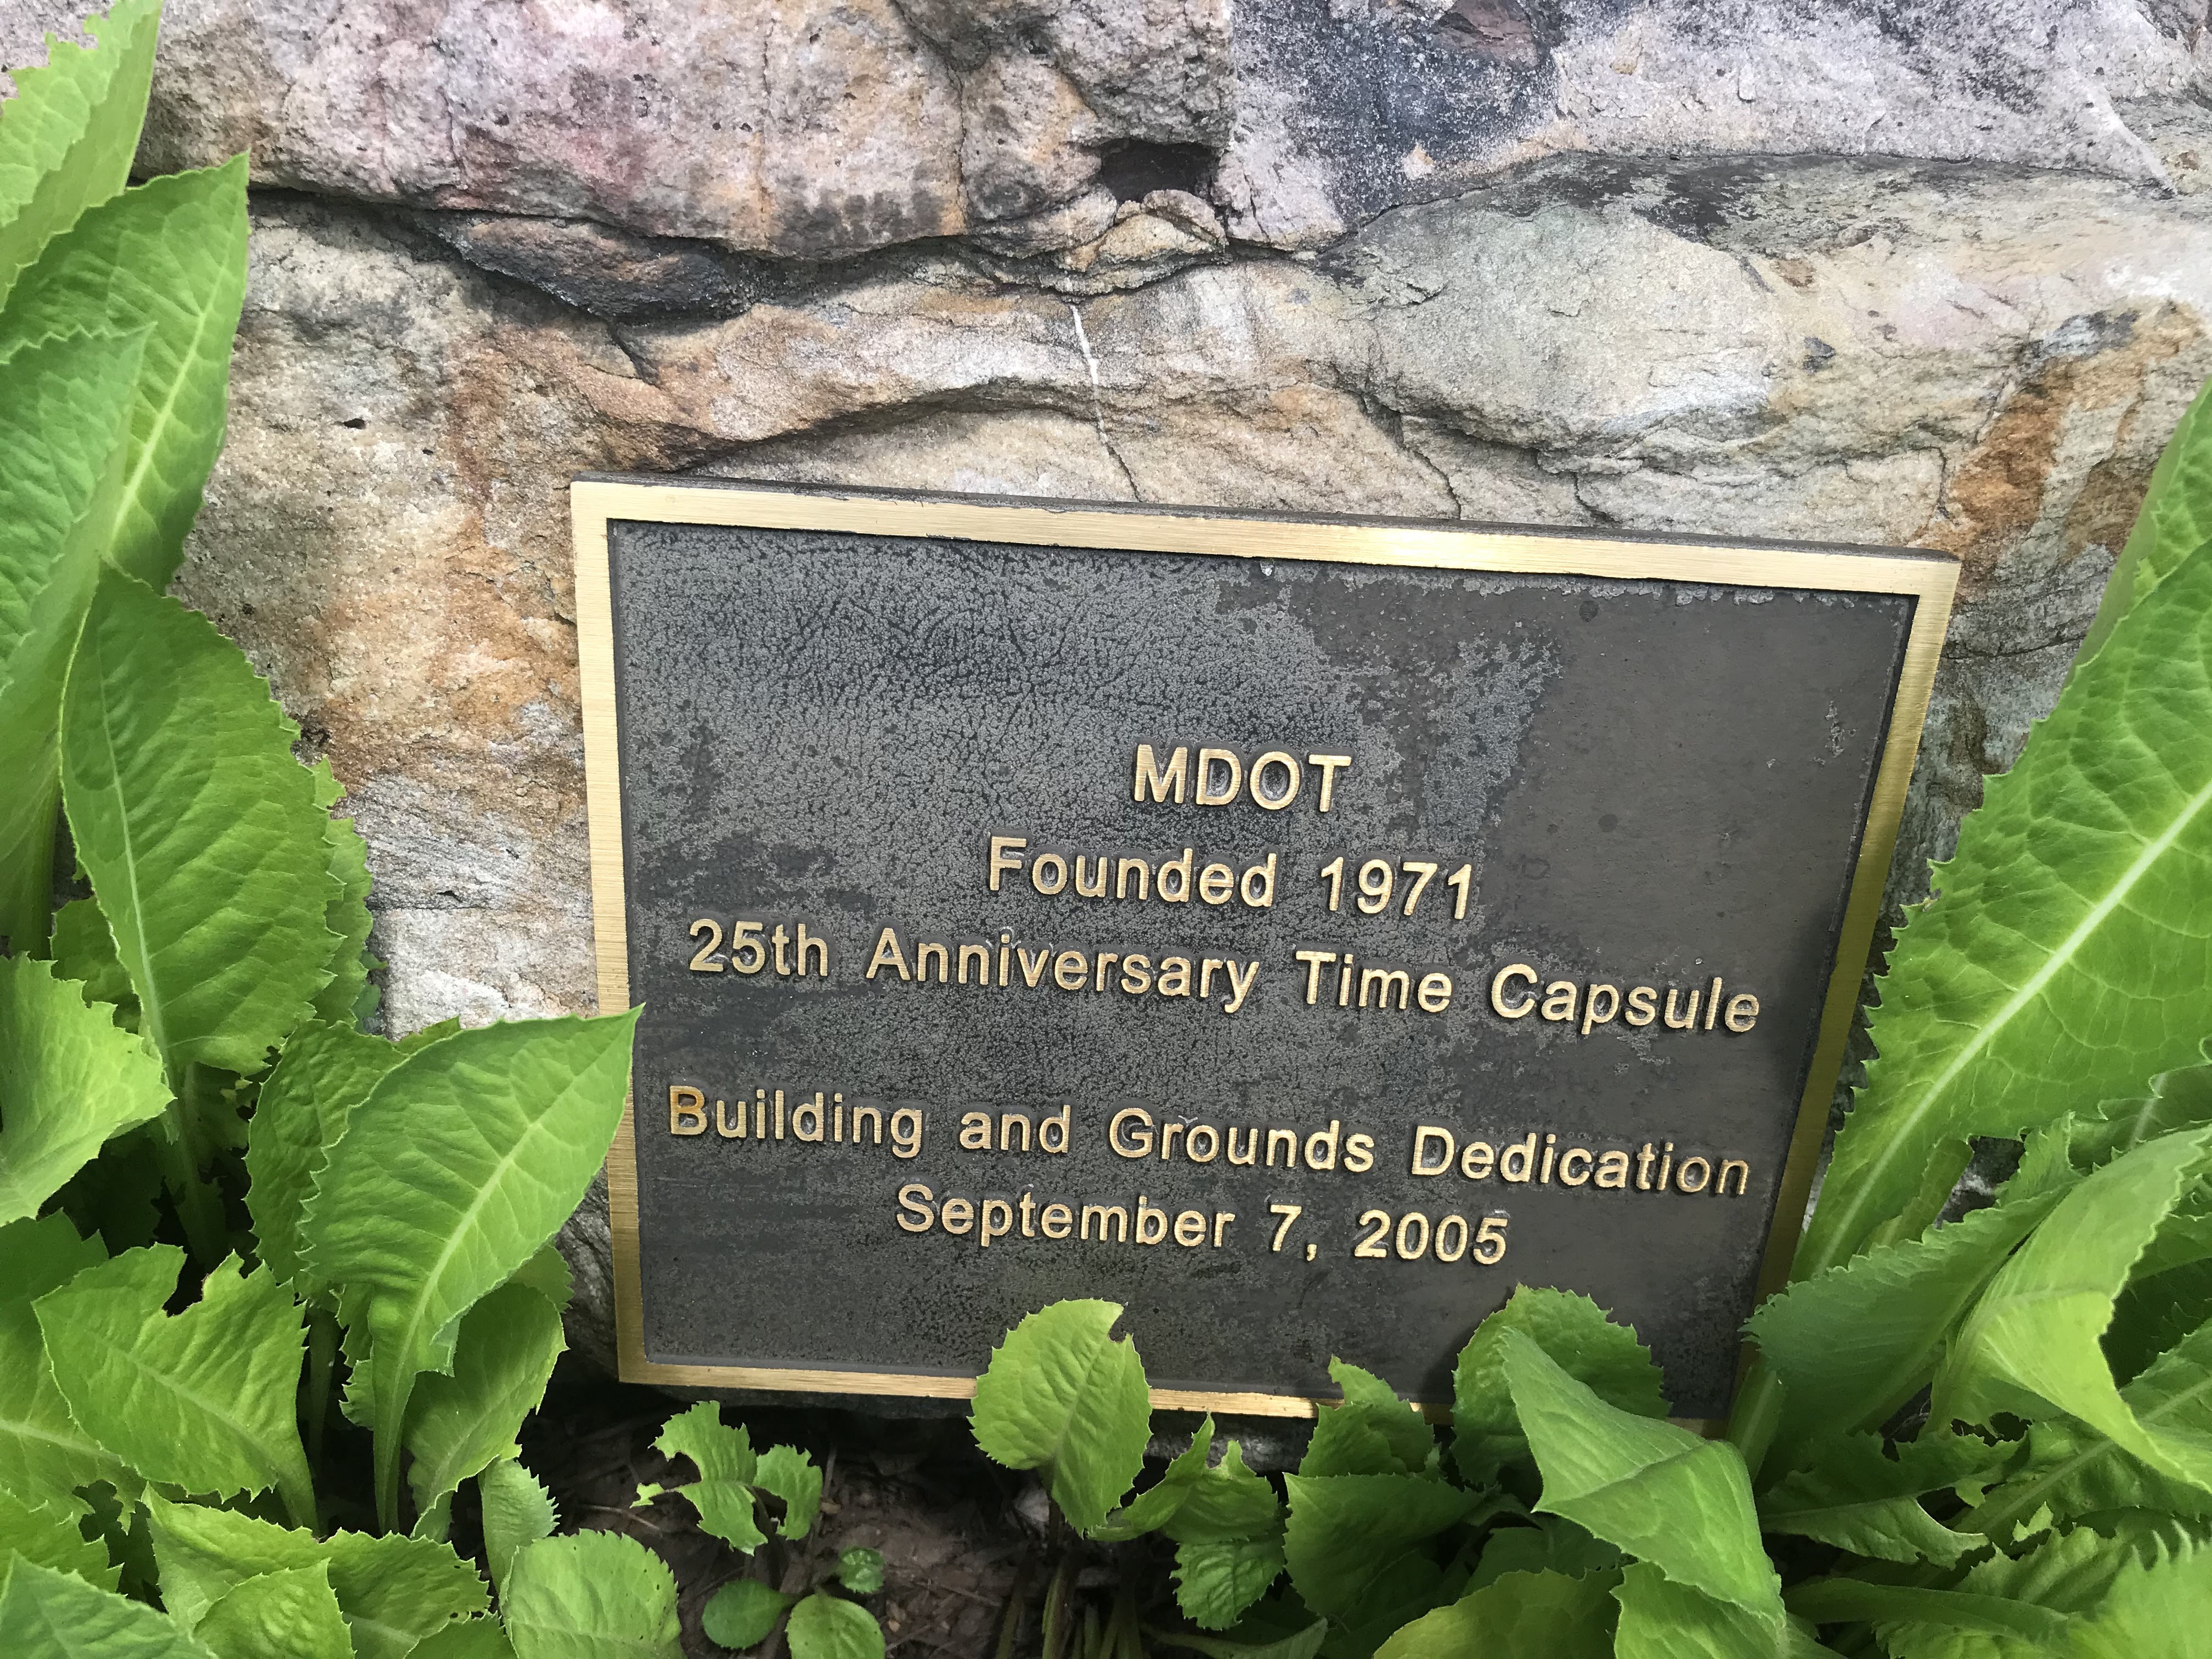 MDOT
Founded 1971
25th Anniversary Time Capsule
Building and Grounds Dedication
September 7, 2005